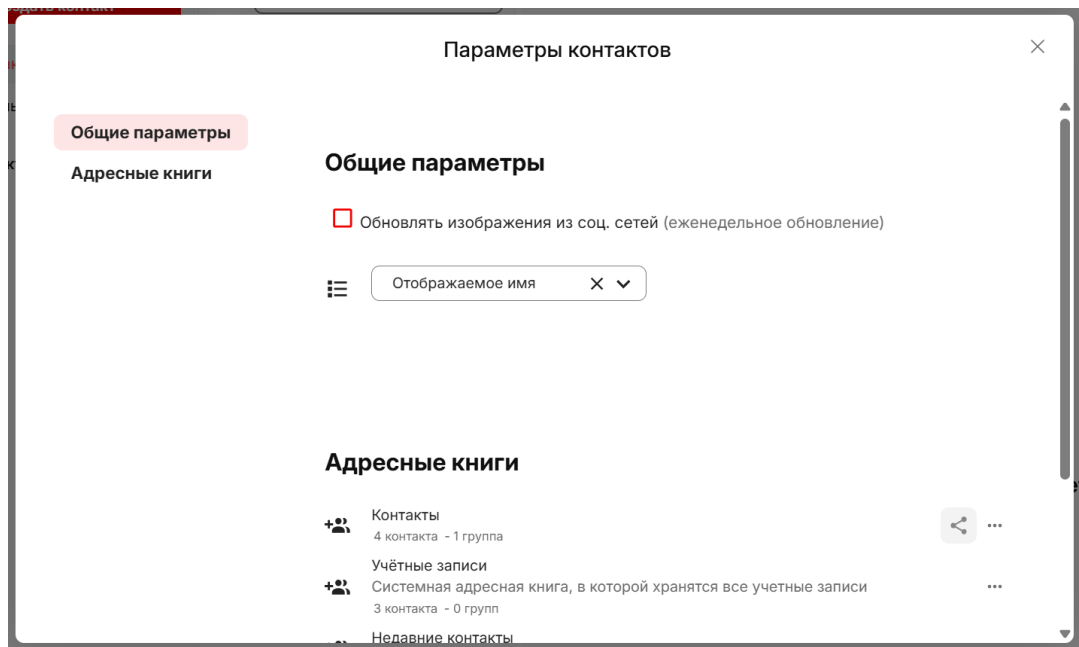 создать контакт
Параметры контактов
Общие параметры
Адресные книги
Общие параметры
Обновлять изображения из соц. сетей (еженедельное обновление)
Отображаемое имя
Адресные книги
Контакты
4 контакта - 1 группа
Учётные записи
Системная адресная книга, в которой хранятся все учетные записи
3 контакта - 0 групп
Недавние контакты